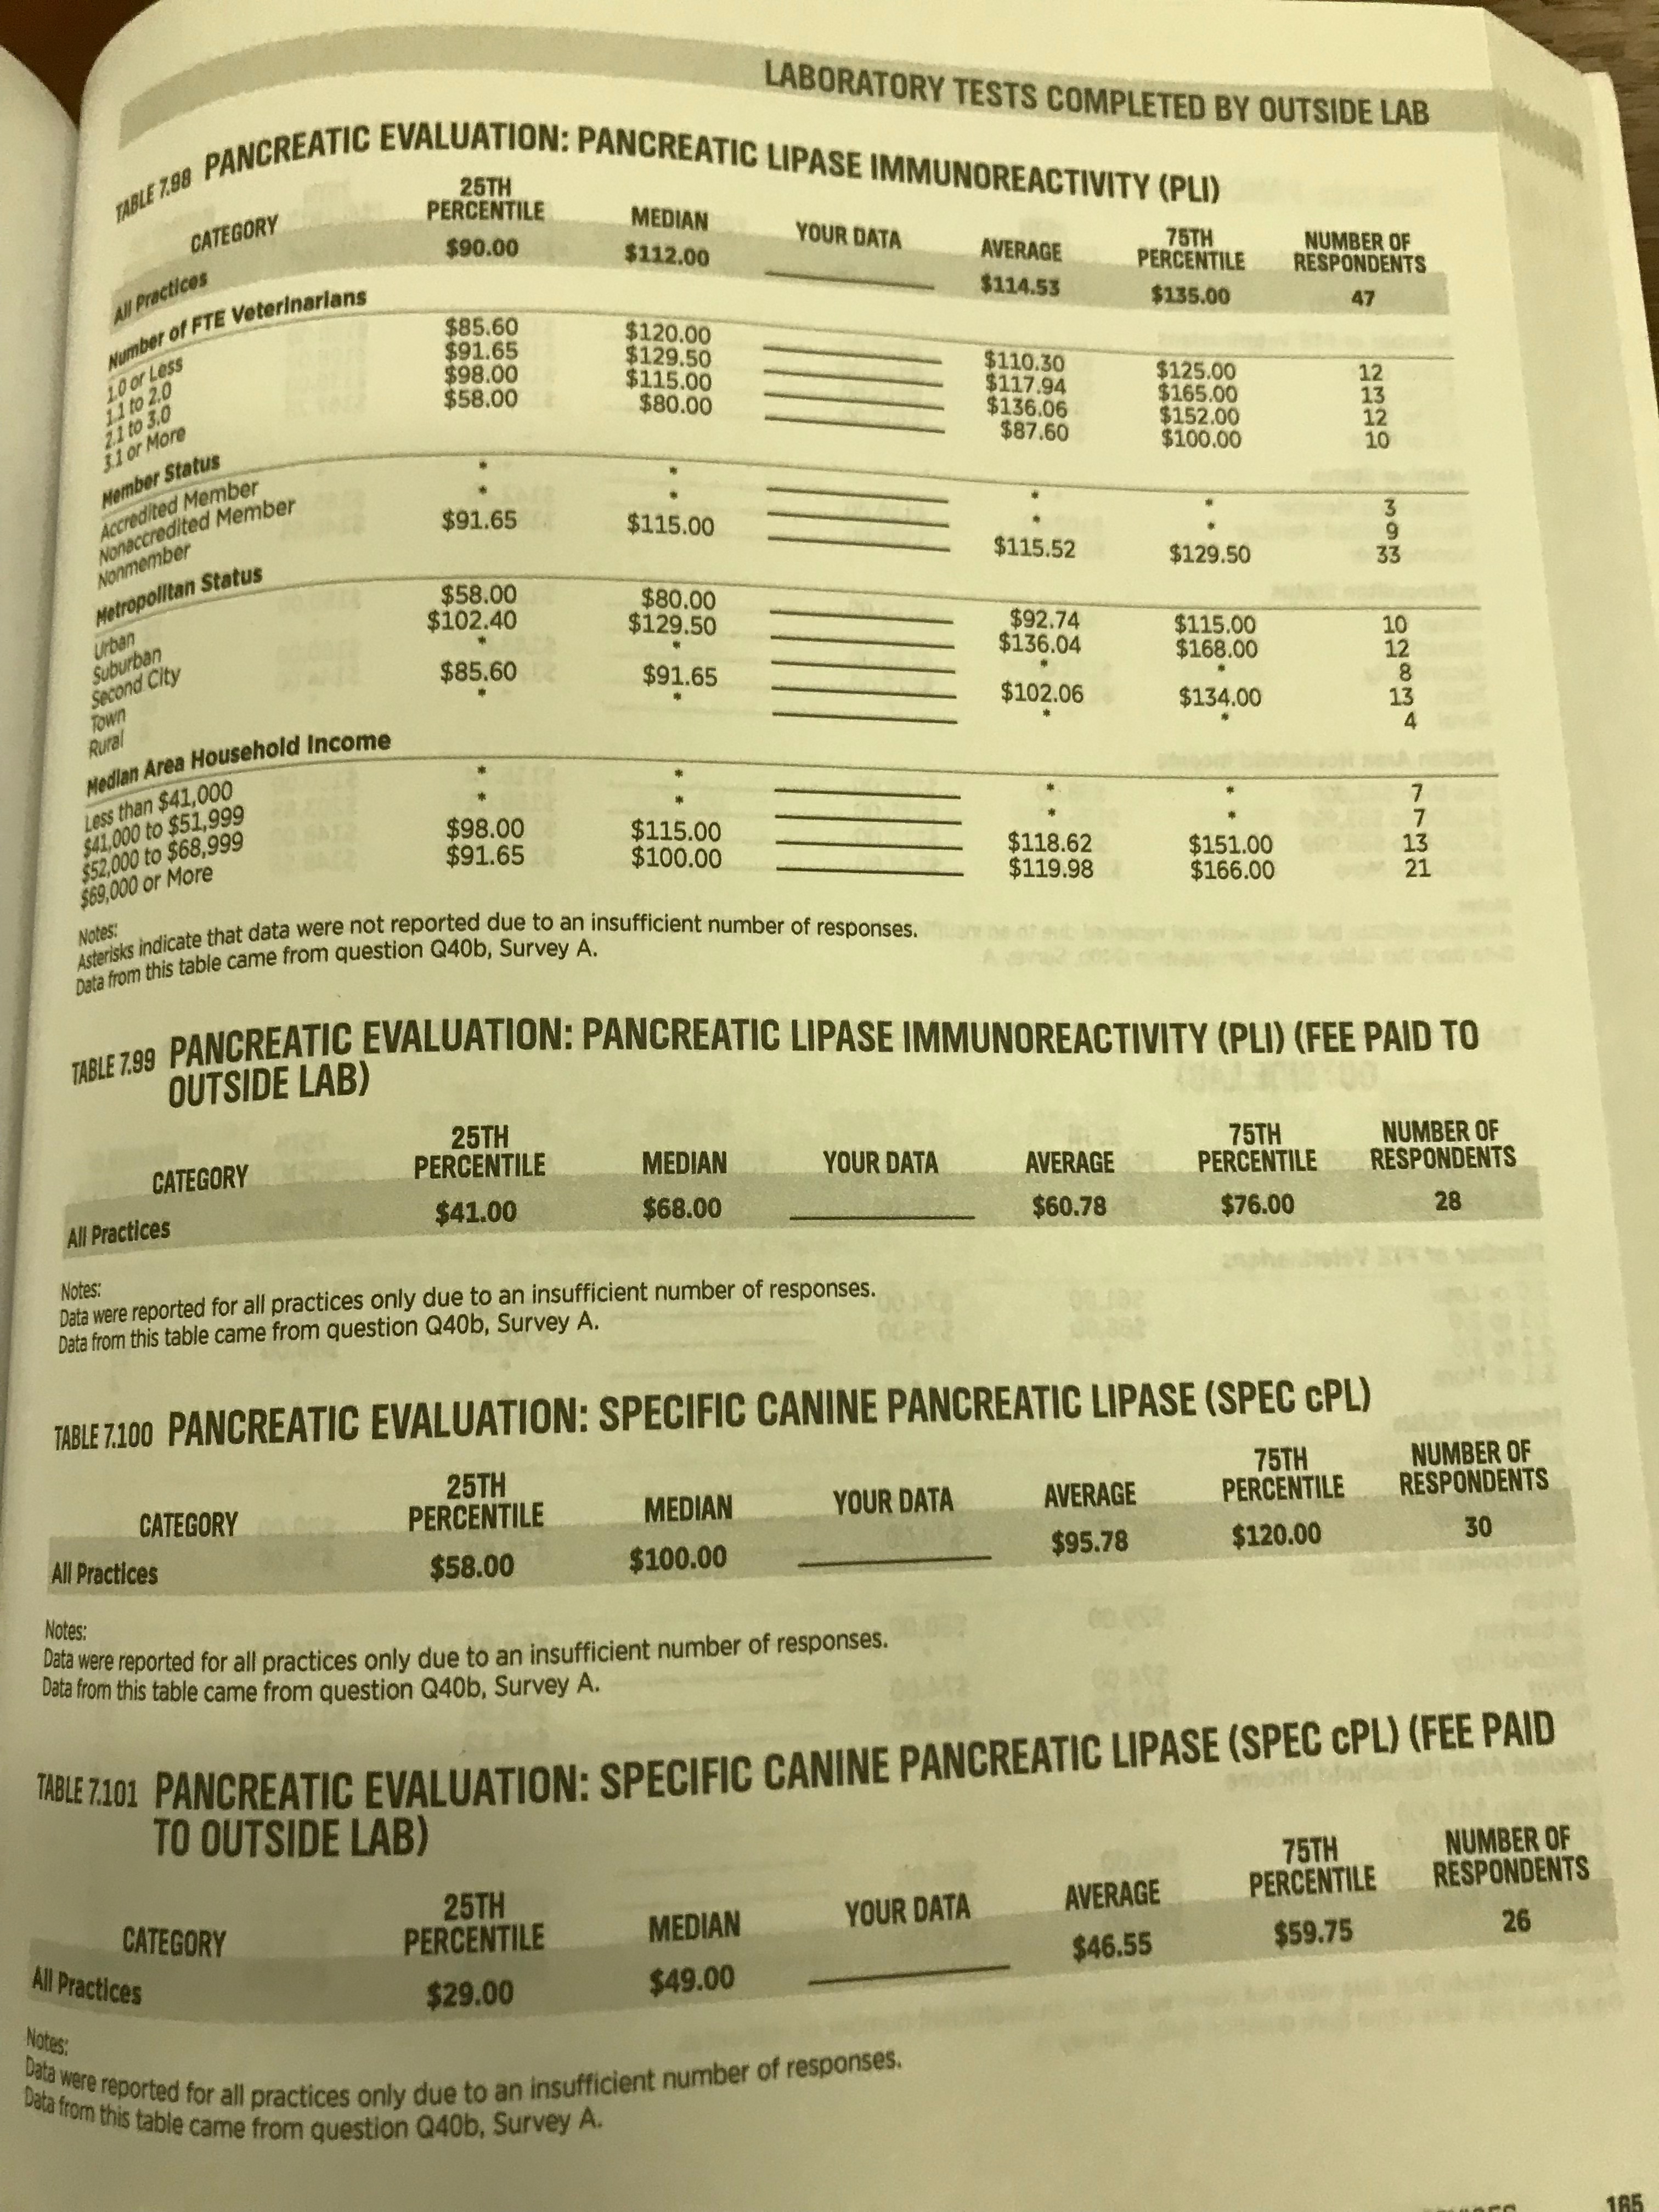 LABORATORY TESTS COMPLETED BY OUTSIDE LAB
TABLE 7.98 PANCREATIC EVALUATION: PANCREATIC LIPASE IMMUNOREACTIVITY (PLI)
CATEGORY 25TH PERCENTILE MEDIAN YOUR DATA AVERAGE 75TH PERCENTILE NUMBER OF RESPONDENTS
All Practices $90.00 $112.00 $114.53 $135.00 47
Number of FTE Veterinarians
1.0 or Less $85.60 $120.00 $110.30 $125.00 12
1.1 to 2.0 $91.65 $129.50 $117.94 $165.00 13
2.1 to 3.0 $98.00 $115.00 $136.06 $152.00 12
3.1 or More $58.00 $80.00 $87.60 $100.00 10
Member Status
Accredited Member * * * * 3
Nonaccredited Member * * * * 9
Nonmember $91.65 $115.00 $115.52 $129.50 33
Metropolitan Status
Urban $58.00 $80.00 $92.74 $115.00 10
Suburban $102.40 $129.50 $136.04 $168.00 12
Second City * * * * 8
Town $85.60 $91.65 $102.06 $134.00 13
Rural * * * * 4
Median Area Household Income
Less than $41,000 * * * * 7
$41,000 to $51,999 * * * * 7
$52,000 to $68,999 $98.00 $115.00 $118.62 $151.00 13
$69,000 or More $91.65 $100.00 $119.98 $166.00 21
Notes:
Asterisks indicate that data were not reported due to an insufficient number of responses.
Data from this table came from question Q40b, Survey A.
TABLE 7.99 PANCREATIC EVALUATION: PANCREATIC LIPASE IMMUNOREACTIVITY (PLI) (FEE PAID TO
OUTSIDE LAB)
CATEGORY 25TH PERCENTILE MEDIAN YOUR DATA AVERAGE 75TH PERCENTILE NUMBER OF RESPONDENTS
All Practices $41.00 $68.00 $60.78 $76.00 28
Notes:
Data were reported for all practices only due to an insufficient number of responses.
Data from this table came from question Q40b, Survey A.
TABLE 7.100 PANCREATIC EVALUATION: SPECIFIC CANINE PANCREATIC LIPASE (SPEC cPL)
CATEGORY 25TH PERCENTILE MEDIAN YOUR DATA AVERAGE 75TH PERCENTILE NUMBER OF RESPONDENTS
All Practices $58.00 $100.00 $95.78 $120.00 30
Notes:
Data were reported for all practices only due to an insufficient number of responses.
Data from this table came from question Q40b, Survey A.
TABLE 7.101 PANCREATIC EVALUATION: SPECIFIC CANINE PANCREATIC LIPASE (SPEC cPL) (FEE PAID
TO OUTSIDE LAB)
CATEGORY 25TH PERCENTILE MEDIAN YOUR DATA AVERAGE 75TH PERCENTILE NUMBER OF RESPONDENTS
All Practices $29.00 $49.00 $46.55 $59.75 26
Notes:
Data were reported for all practices only due to an insufficient number of responses.
Data from this table came from question Q40b, Survey A.
165